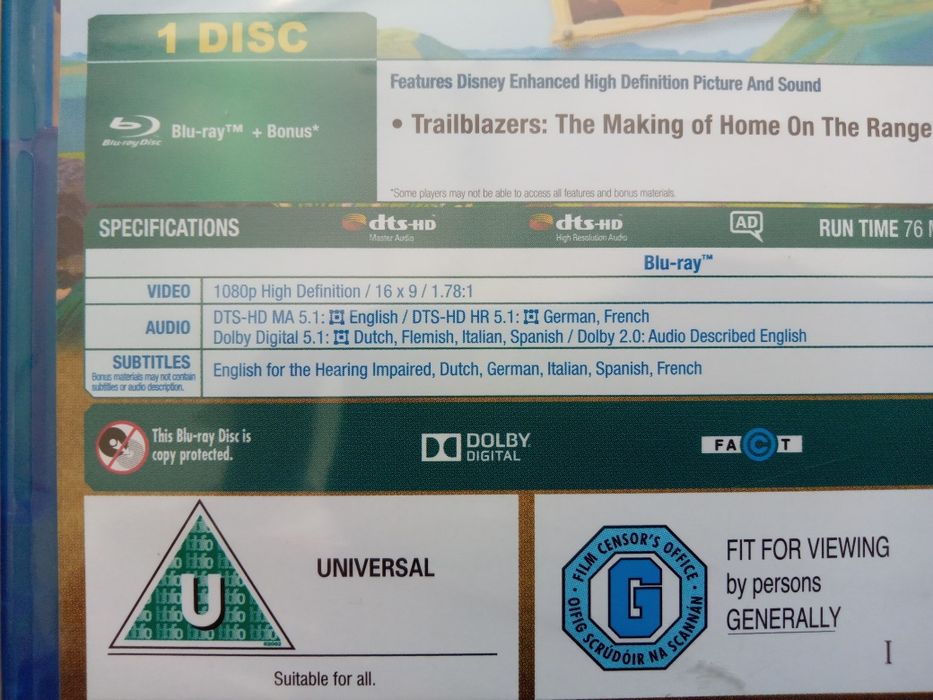 1 DISC
Blu-ray Disc
Blu-ray™ + Bonus*
Features Disney Enhanced High Definition Picture And Sound
• Trailblazers: The Making of Home On The Range
*Some players may not be able to access all features and bonus materials.
SPECIFICATIONS
dts-HD
Master Audio
dts-HD
High Resolution Audio
AD
RUN TIME 76
Blu-ray™
VIDEO
1080p High Definition / 16 x 9 / 1.78:1
AUDIO
DTS-HD MA 5.1: English / DTS-HD HR 5.1: German, French
Dolby Digital 5.1: Dutch, Flemish, Italian, Spanish / Dolby 2.0: Audio Described English
SUBTITLES
Bonus materials may not contain
subtitles or audio description.
English for the Hearing Impaired, Dutch, German, Italian, Spanish, French
This Blu-ray Disc is
copy protected.
DOLBY
DIGITAL
FACT
U
UNIVERSAL
Suitable for all.
FILM CENSOR'S OFFICE
G
OIFIG SCRÚDÓIR NA SCANNÁN
FIT FOR VIEWING
by persons
GENERALLY
I